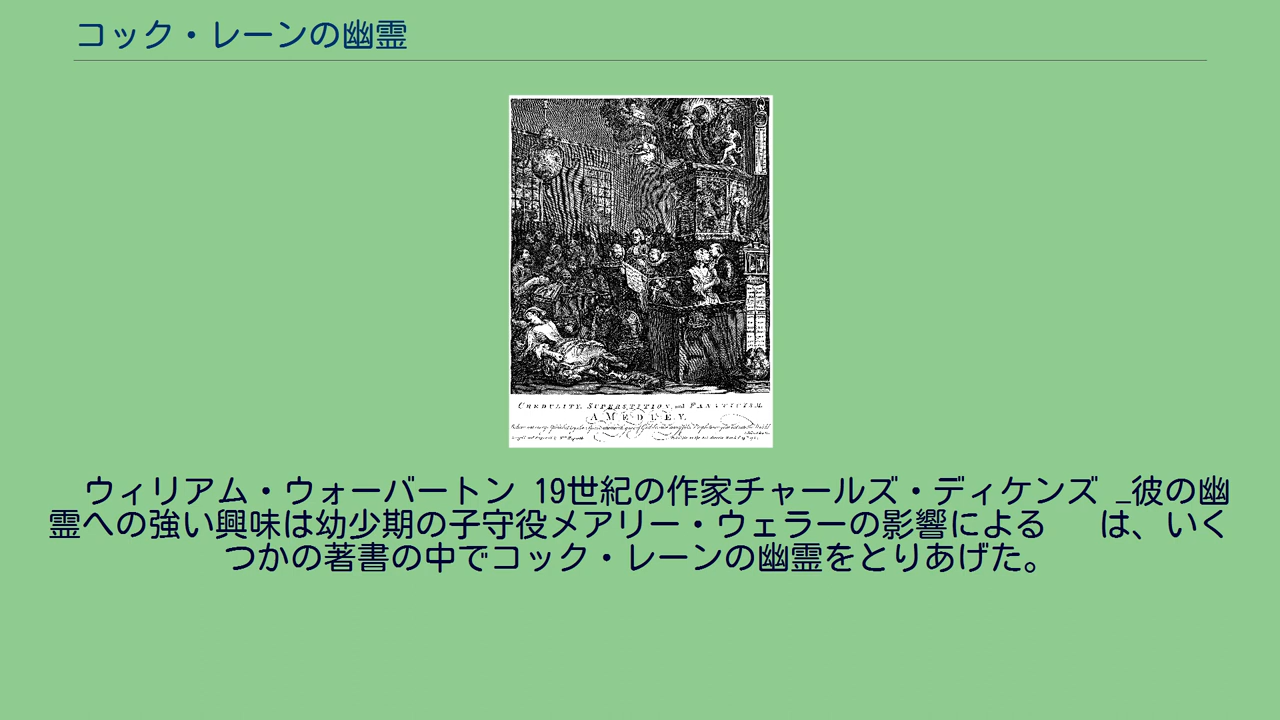 コック・レーンの幽霊
CREDULITY, SUPERSTITION, and FANATICISM.
A MEDLEY.
ウィリアム・ウォーバートン 19世紀の作家チャールズ・ディケンズ _彼の幽
霊への強い興味は幼少期の子守役メアリー・ウェラーの影響による　は、いく
つかの著書の中でコック・レーンの幽霊をとりあげた。